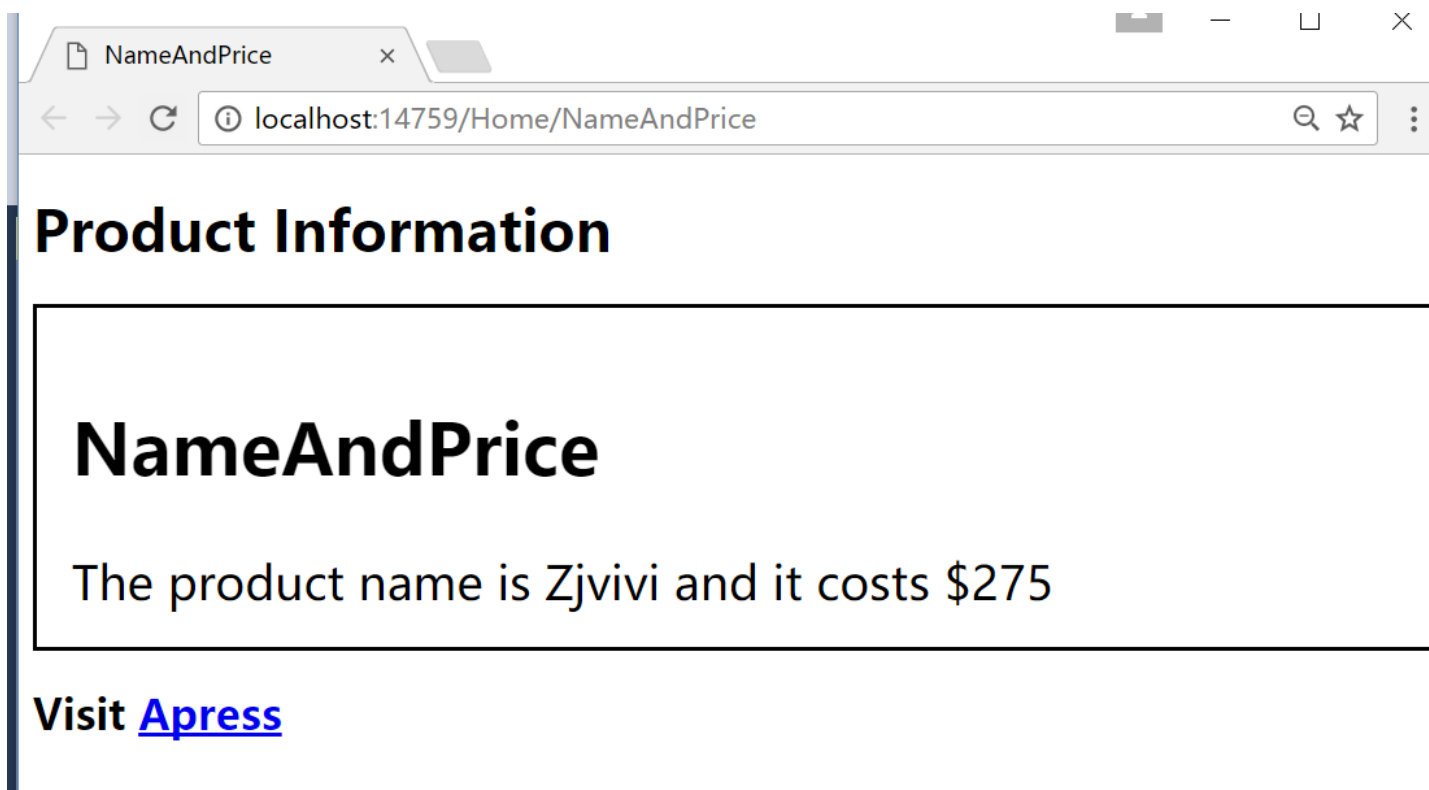 NameAndPrice
localhost:14759/Home/NameAndPrice
Product Information
NameAndPrice
The product name is Zjvivi and it costs $275
Visit Apress